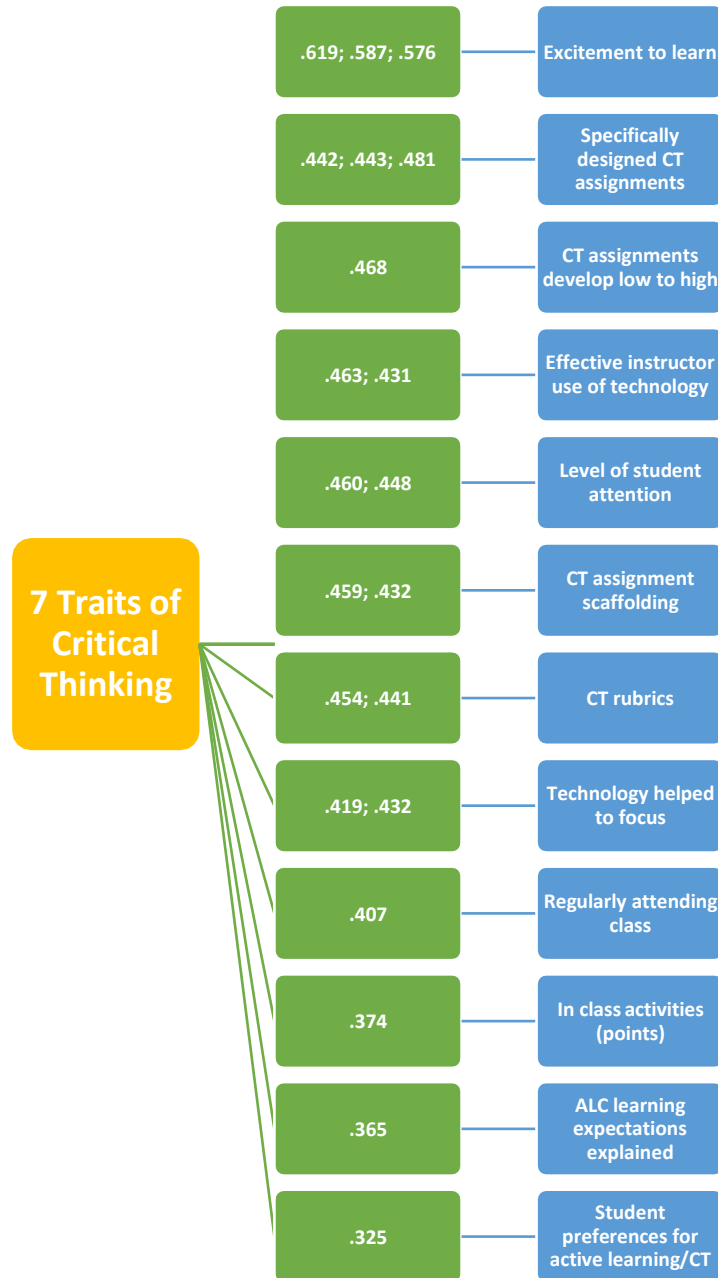 .619; .587; .576
Excitement to learn
.442; .443; .481
Specifically
designed CT
assignments
.468
CT assignments
develop low to high
.463; .431
Effective instructor
use of technology
.460; .448
Level of student
attention
7 Traits of
Critical
Thinking
.459; .432
CT assignment
scaffolding
.454; .441
CT rubrics
.419; .432
Technology helped
to focus
.407
Regularly attending
class
.374
In class activities
(points)
.365
ALC learning
expectations
explained
.325
Student
preferences for
active learning/CT